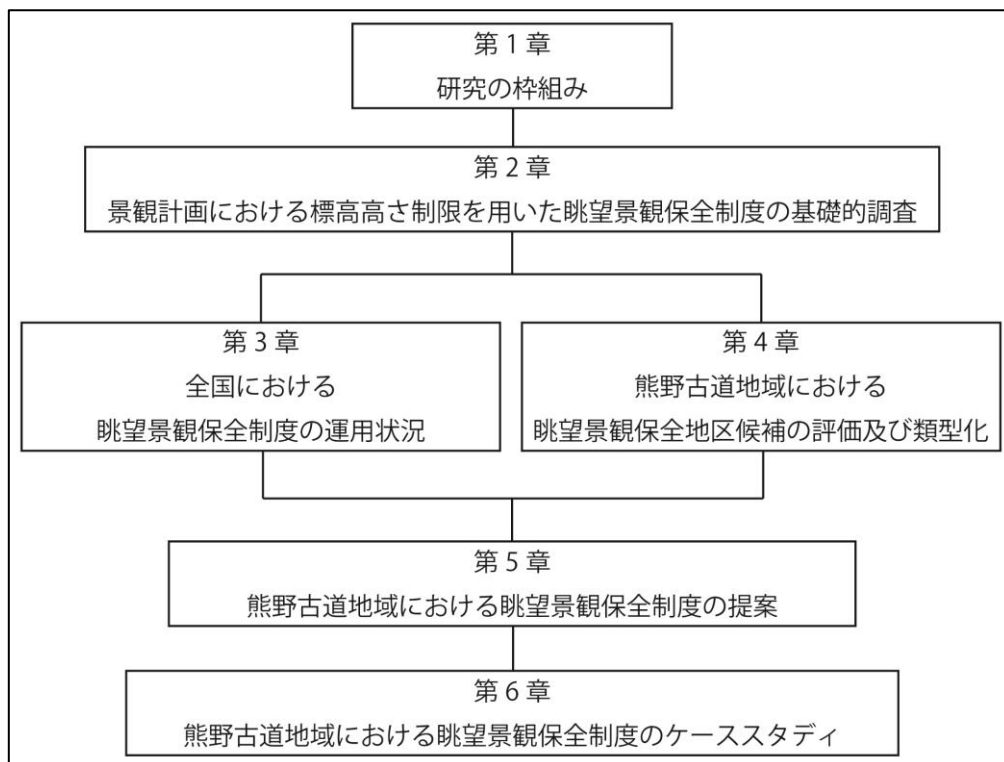 第1章
研究の枠組み
第2章
景観計画における標高高さ制限を用いた眺望景観保全制度の基礎的調査
第3章
全国における
眺望景観保全制度の運用状況
第4章
熊野古道地域における
眺望景観保全地区候補の評価及び類型化
第5章
熊野古道地域における眺望景観保全制度の提案
第6章
熊野古道地域における眺望景観保全制度のケーススタディ